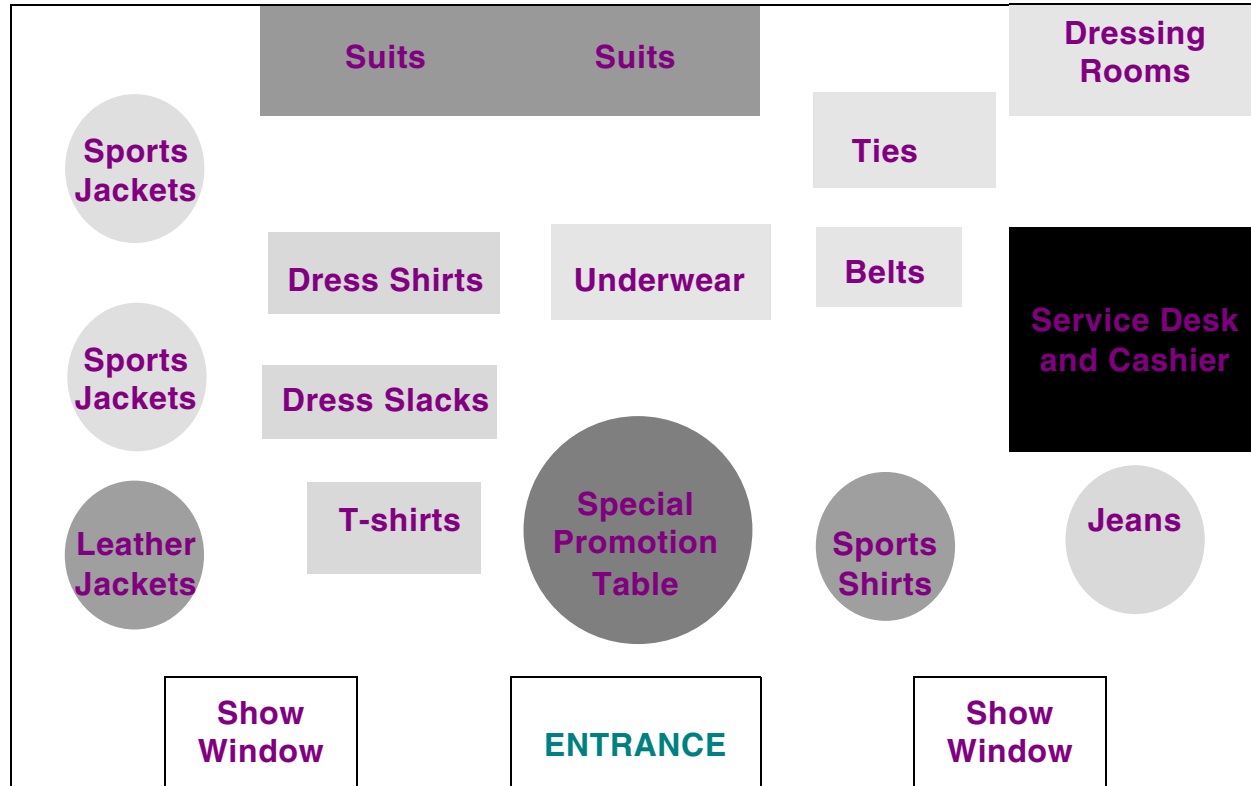 Suits
Suits
Dressing
Rooms
Sports
Jackets
Ties
Dress Shirts
Underwear
Belts
Service Desk
and Cashier
Sports
Jackets
Dress Slacks
Leather
Jackets
T-shirts
Special
Promotion
Table
Sports
Shirts
Jeans
Show
Window
ENTRANCE
Show
Window